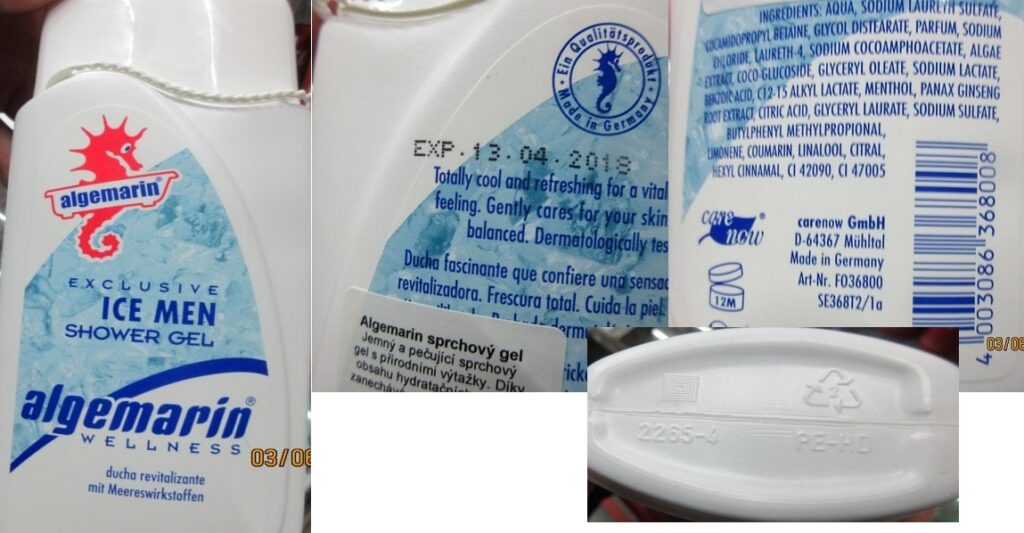 algemarin®
EXCLUSIVE
ICE MEN
SHOWER GEL
algemarin®
WELLNESS
ducha revitalizante
mit Meereswirkstoffen
03/08
Ein Qualitätsprodukt
Made in Germany
EXP.13.04.2018
Totally cool and refreshing for a vital
feeling. Gently cares for your skin
balanced. Dermatologically tes
Ducha fascinante que confiere una sensac
revitalizadora. Frescura total. Cuida la piel.
Algemarin sprchový gel
Jemný a pečující sprchový
gel s přírodními výtažky. Díky
obsahu hydratačních
zanechává
INGREDIENTS: AQUA, SODIUM LAURETH SULFATE,
COCAMIDOPROPYL BETAINE, GLYCOL DISTEARATE, PARFUM, SODIUM
CHLORIDE, LAURETH-4, SODIUM COCOAMPHOACETATE, ALGAE
EXTRACT, COCO-GLUCOSIDE, GLYCERYL OLEATE, SODIUM LACTATE,
BENZOIC ACID, C12-15 ALKYL LACTATE, MENTHOL, PANAX GINSENG
ROOT EXTRACT, CITRIC ACID, GLYCERYL LAURATE, SODIUM SULFATE,
BUTYLPHENYL METHYLPROPIONAL,
LIMONENE, COUMARIN, LINALOOL, CITRAL,
HEXYL CINNAMAL, CI 42090, CI 47005
care now®
carenow GmbH
D-64367 Mühltal
Made in Germany
Art-Nr. FO36800
SE368T2/1a
12M
4 003086 368008
03/08
2265-4
PE-HD